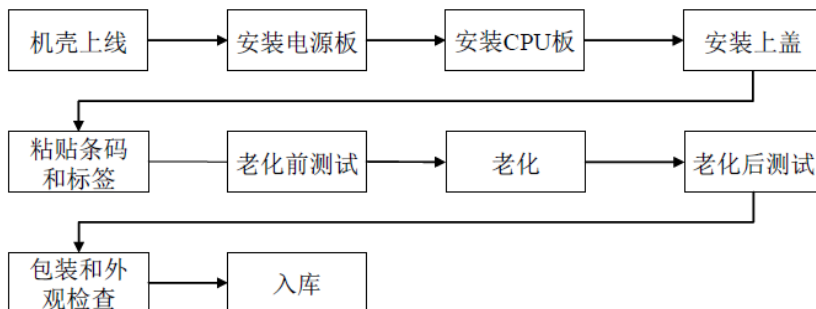 机壳上线
安装电源板
安装CPU板
安装上盖
粘贴条码
和标签
老化前测试
老化
老化后测试
包装和外
观检查
入库